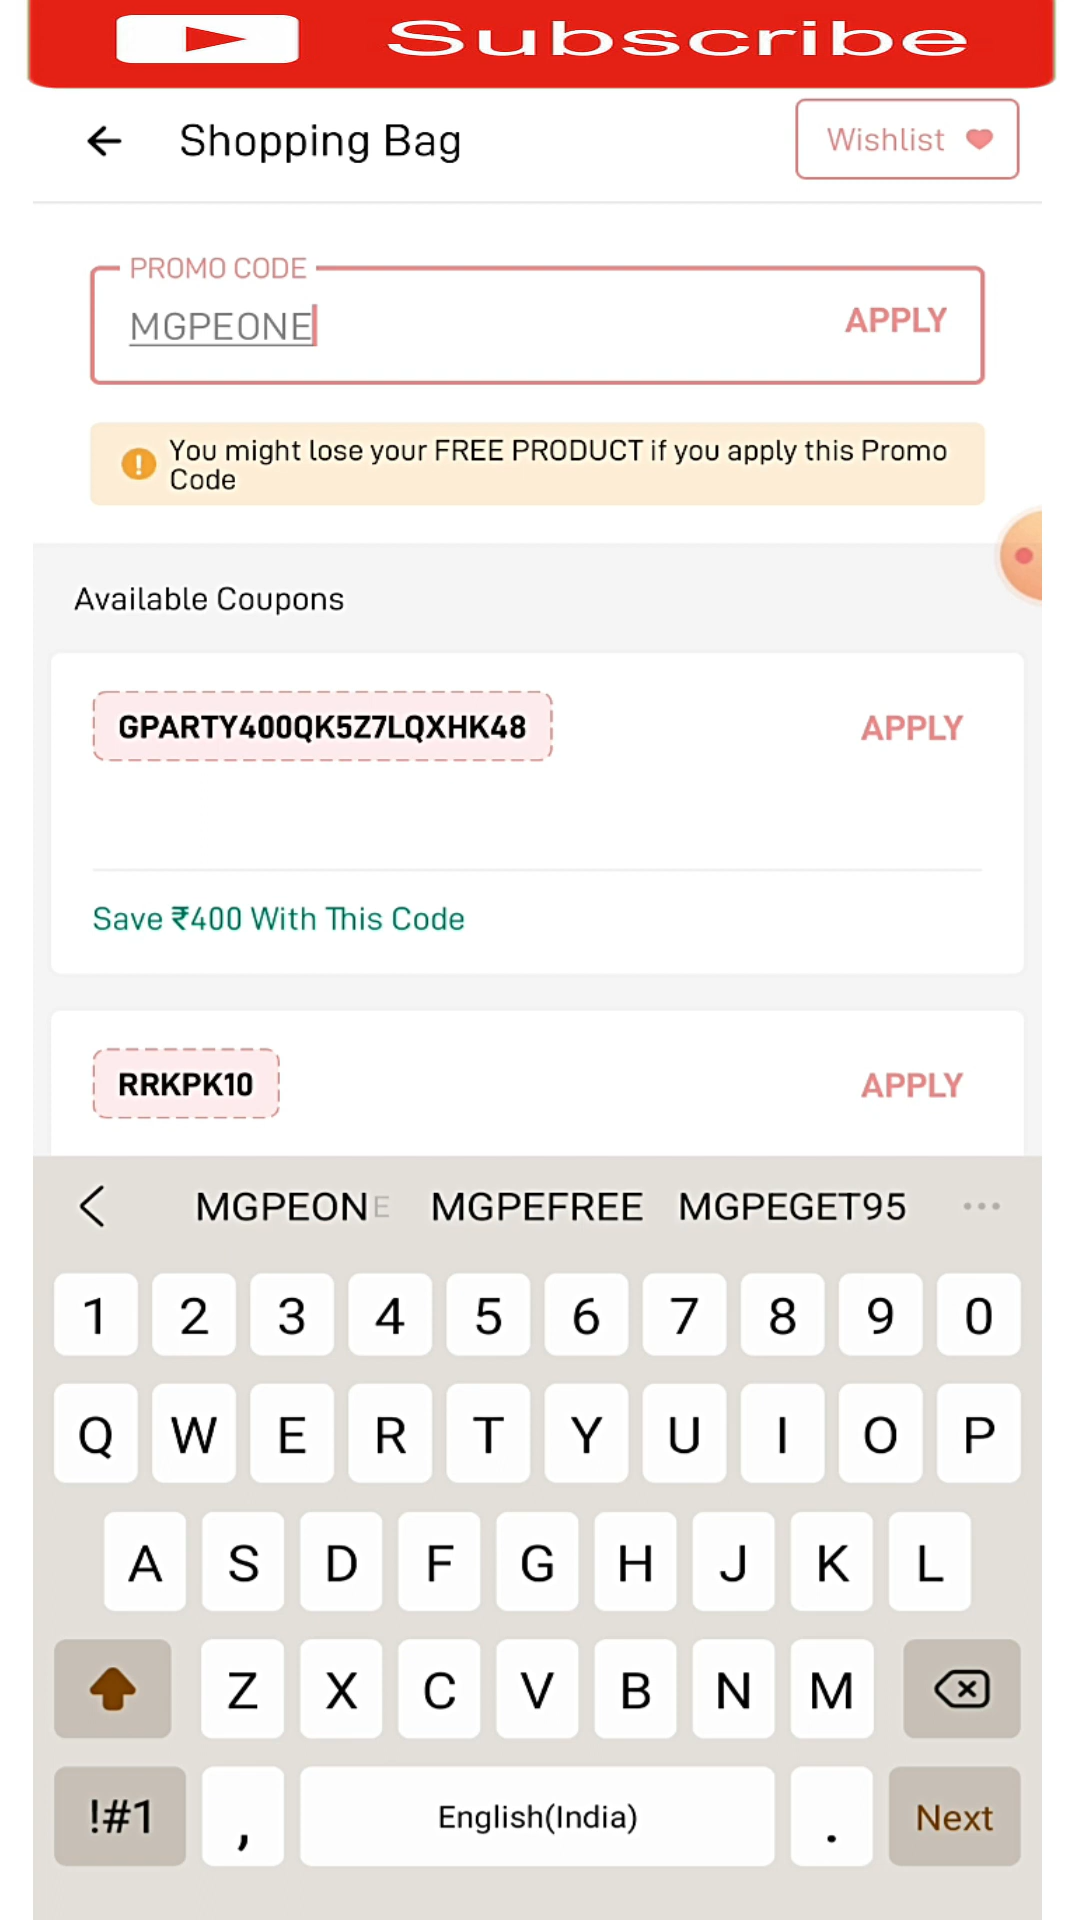 Subscribe
Shopping Bag
Wishlist
PROMO CODE
MGPEONE
APPLY
You might lose your FREE PRODUCT if you apply this Promo
Code
Available Coupons
GPARTY400QK5Z7LQXHK48
APPLY
Save ₹400 With This Code
RRKPK10
APPLY
MGPEONE MGPEFREE MGPEGET95 ...
1 2 3 4 5 6 7 8 9 0
Q W E R T Y U I O P
A S D F G H J K L
Z X C V B N M
!#1 , English(India) . Next